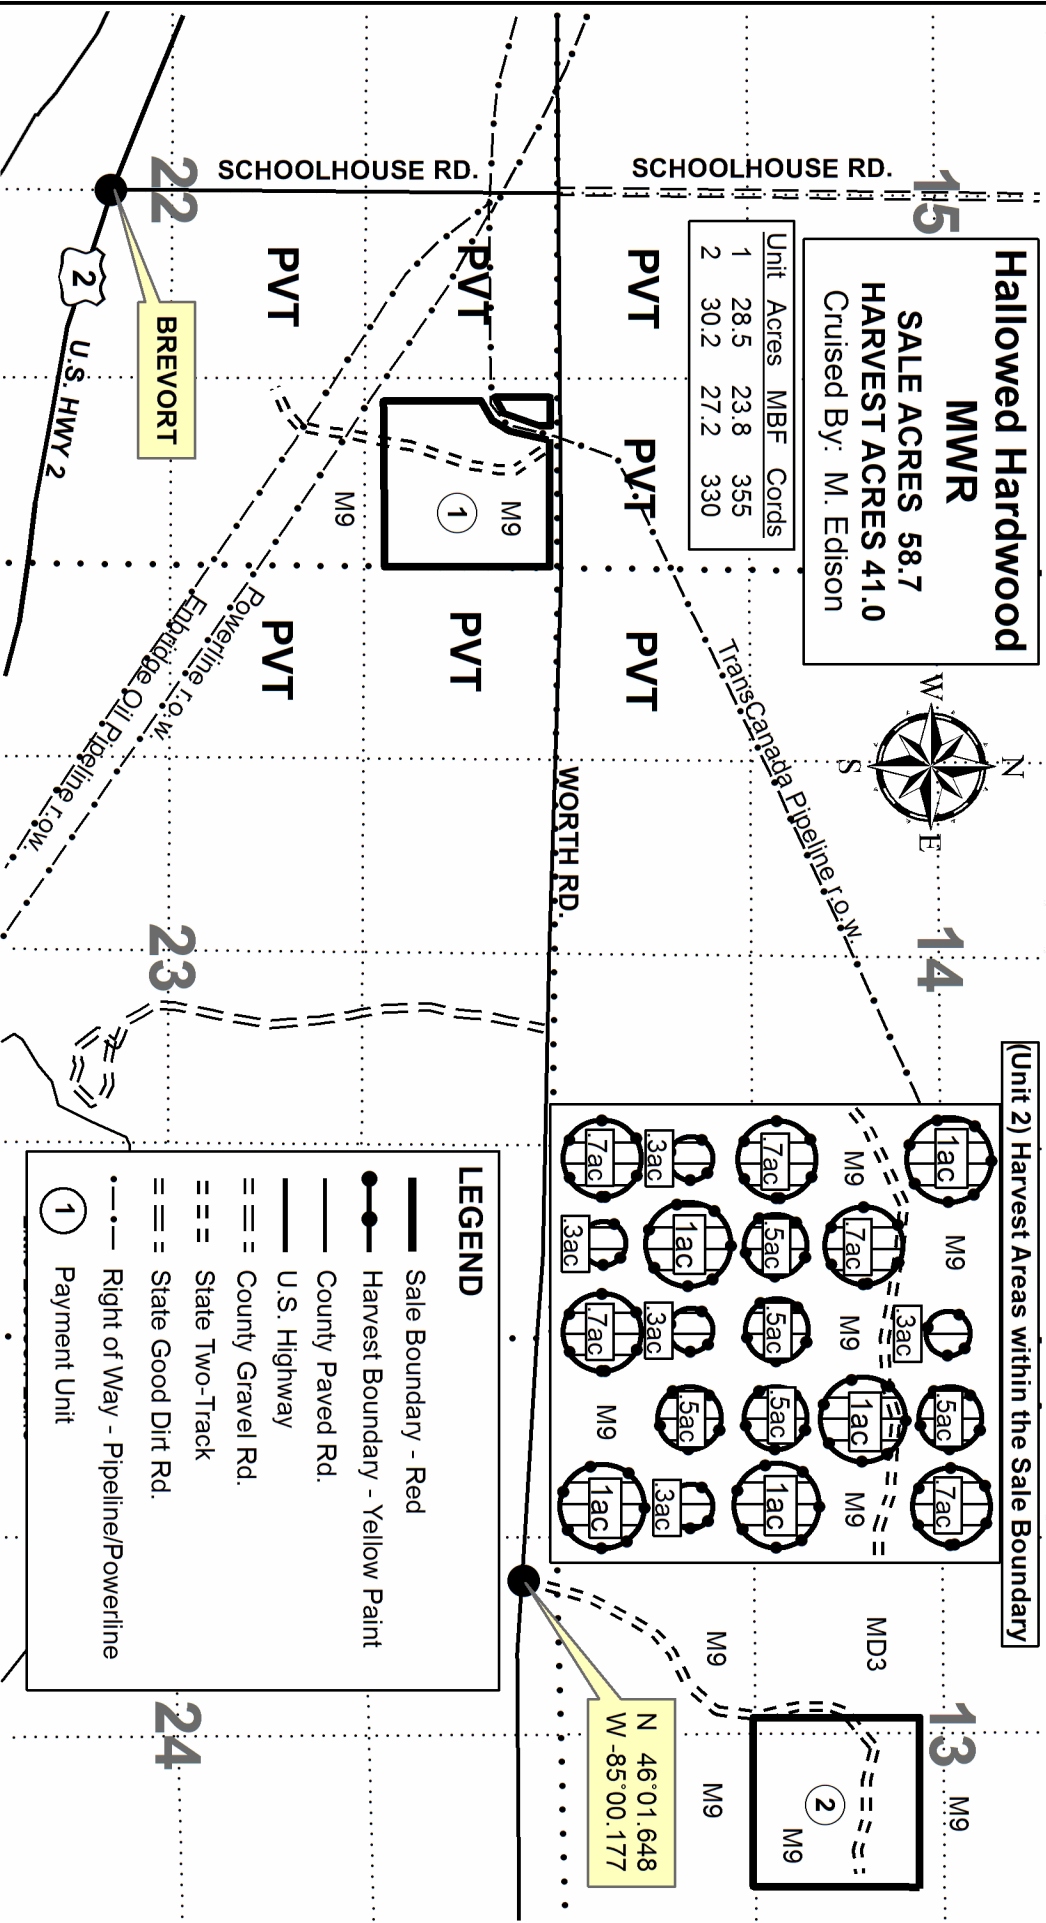 Hallowed Hardwood
MWR
SALE ACRES 58.7
HARVEST ACRES 41.0
Cruised By: M. Edison
Unit Acres MBF Cords
1 28.5 23.8 355
2 30.2 27.2 330
15
14
13
22
23
24
SCHOOLHOUSE RD.
SCHOOLHOUSE RD.
PVT
PVT
PVT
PVT
PVT
PVT
PVT
PVT
N
W
E
S
TransCanada Pipeline r.o.w.
WORTH RD.
M9
1
M9
Powerline r.o.w.
Enbridge Oil Pipeline r.o.w.
BREVORT
2
U.S. HWY 2
(Unit 2) Harvest Areas within the Sale Boundary
1ac
M9
.3ac
.5ac
.7ac
M9
.7ac
M9
1ac
M9
.7ac
.5ac
.5ac
.5ac
1ac
.3ac
1ac
.3ac
.5ac
.3ac
.7ac
.3ac
.7ac
M9
1ac
MD3
M9
M9
M9
2
M9
N 46°01.648
W -85°00.177
LEGEND
Sale Boundary - Red
Harvest Boundary - Yellow Paint
County Paved Rd.
U.S. Highway
County Gravel Rd.
State Two-Track
State Good Dirt Rd.
Right of Way - Pipeline/Powerline
1 Payment Unit